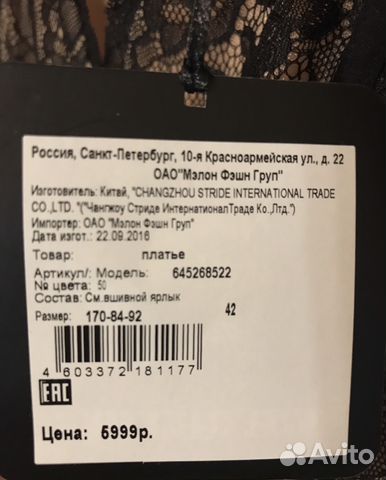 Россия, Санкт-Петербург, 10-я Красноармейская ул., д. 22
ОАО"Мэлон Фэшн Груп"
Изготовитель: Китай, "CHANGZHOU STRIDE INTERNATIONAL TRADE
CO.,LTD. "("Чангжоу Стриде ИнтернационалТраде Ко.,Лтд.")
Импортер: ОАО "Мэлон Фэшн Груп"
Дата изгот.: 22.09.2016
Товар: платье
Артикул/: Модель: 645268522
№ цвета: 50
Состав: См.вшивной ярлык
Размер: 170-84-92 42
4 603372 181177
EAC
Цена: 5999р.
Avito